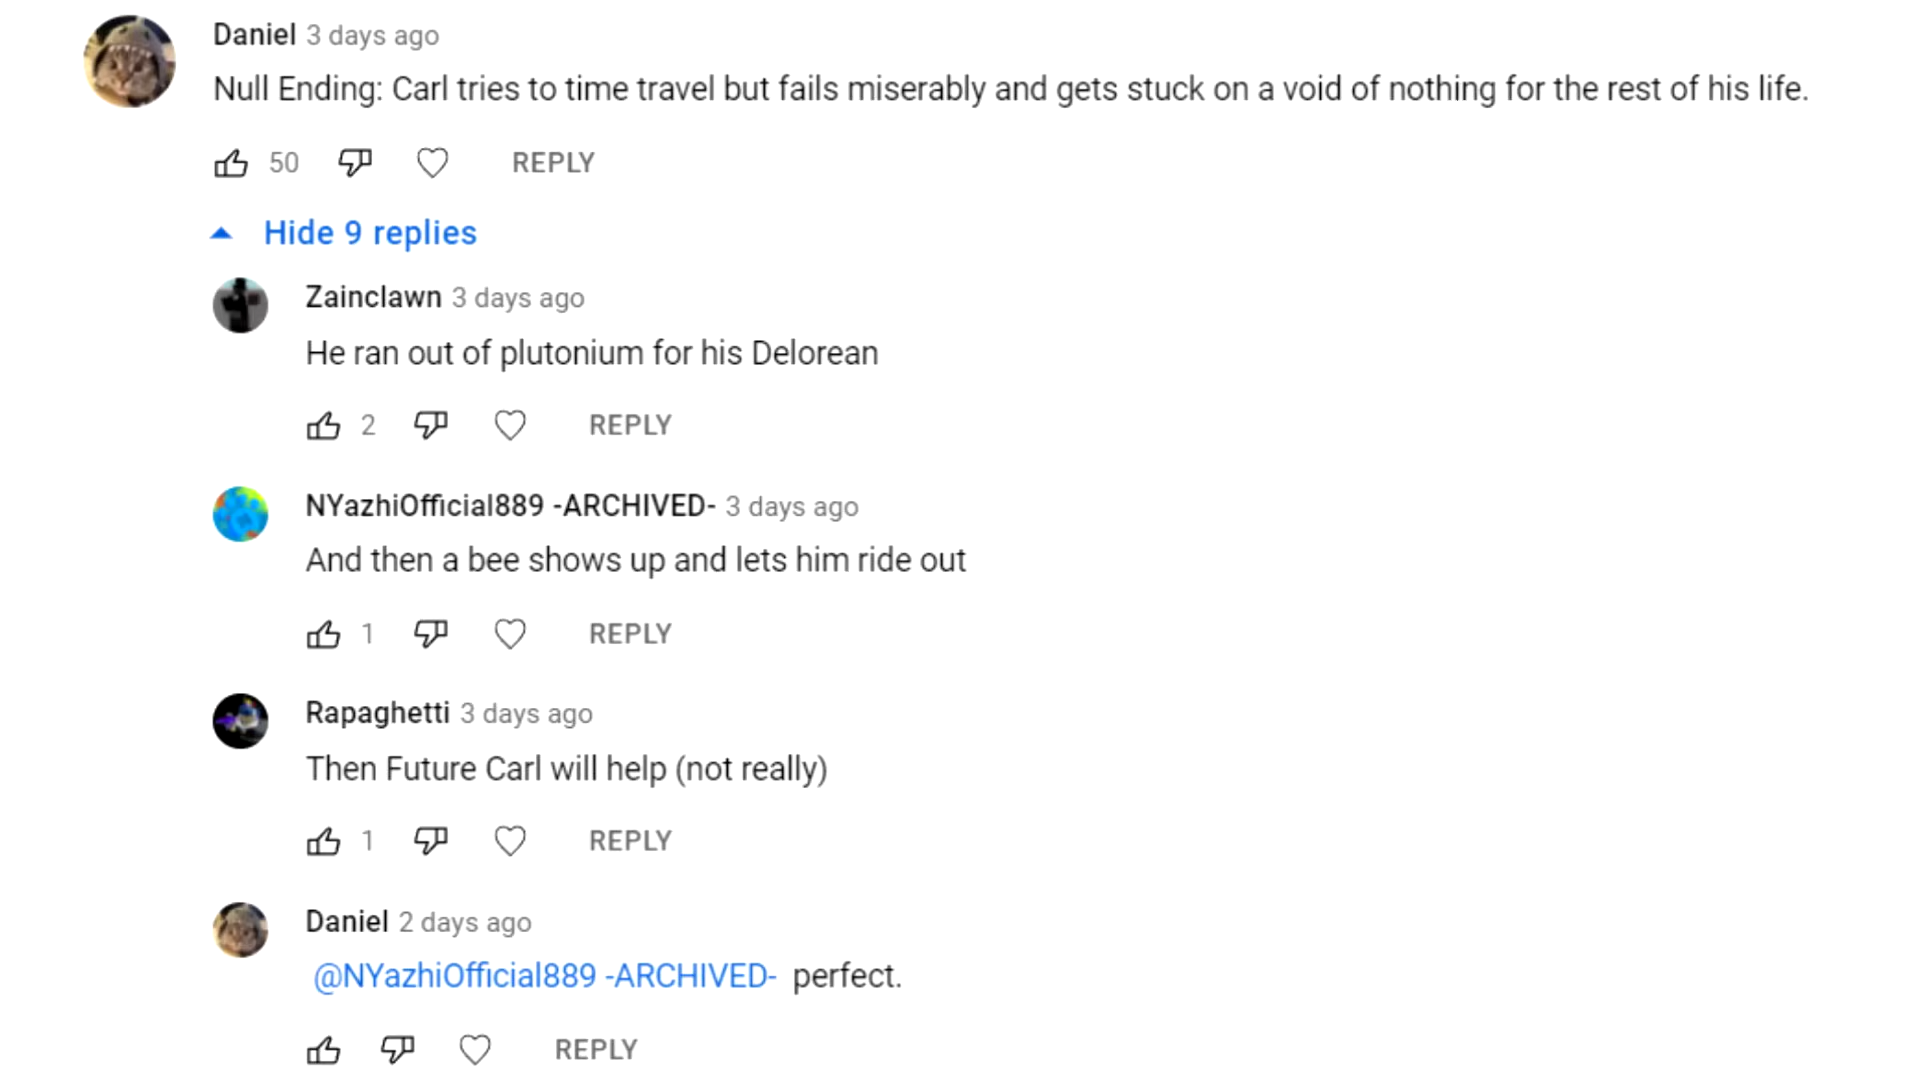 Daniel 3 days ago
Null Ending: Carl tries to time travel but fails miserably and gets stuck on a void of nothing for the rest of his life.
50 REPLY
Hide 9 replies
Zainclawn 3 days ago
He ran out of plutonium for his Delorean
2 REPLY
NYazhiOfficial889 -ARCHIVED- 3 days ago
And then a bee shows up and lets him ride out
1 REPLY
Rapaghetti 3 days ago
Then Future Carl will help (not really)
1 REPLY
Daniel 2 days ago
@NYazhiOfficial889 -ARCHIVED- perfect.
REPLY